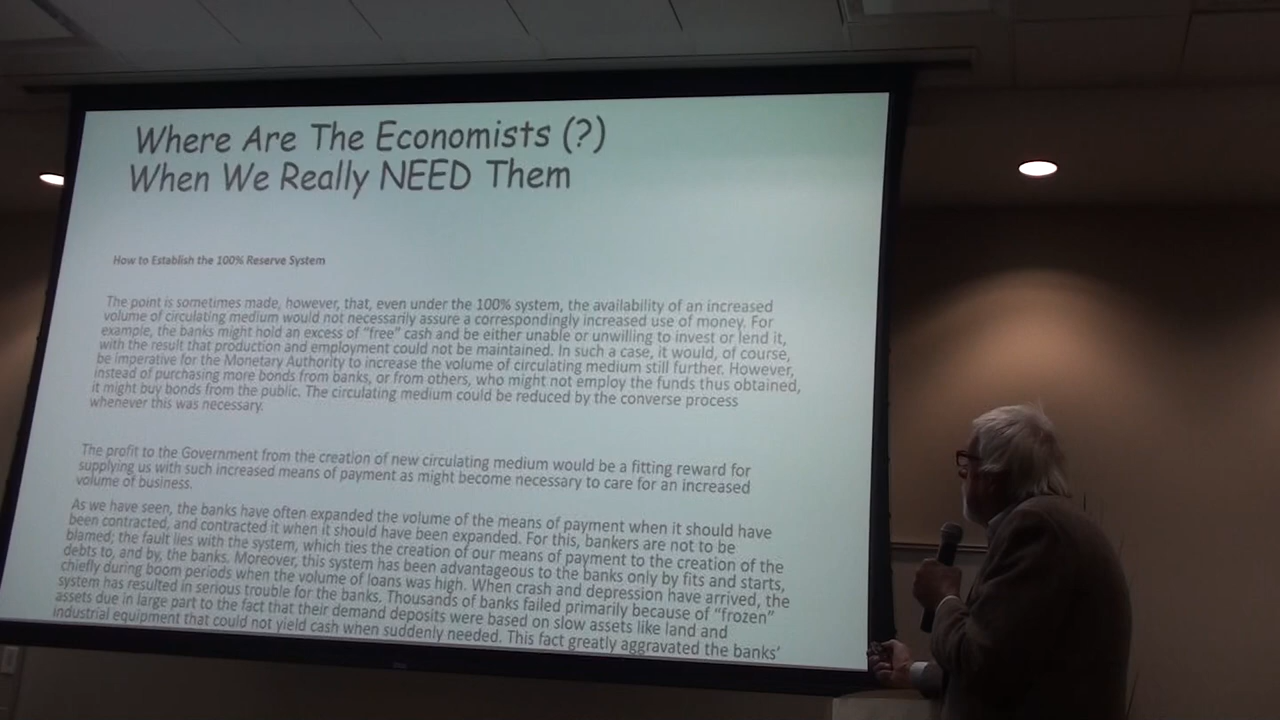 Where Are The Economists (?)
When We Really NEED Them
How to Establish the 100% Reserve System
The point is sometimes made, however, that, even under the 100% system, the availability of an increased
volume of circulating medium would not necessarily assure a correspondingly increased use of money. For
example, the banks might hold an excess of "free" cash and be either unable or unwilling to invest or lend it,
with the result that production and employment could not be maintained. In such a case, it would, of course,
be imperative for the Monetary Authority to increase the volume of circulating medium still further. However,
instead of purchasing more bonds from banks, or from others, who might not employ the funds thus obtained,
it might buy bonds from the public. The circulating medium could be reduced by the converse process
whenever this was necessary.
The profit to the Government from the creation of new circulating medium would be a fitting reward for
supplying us with such increased means of payment as might become necessary to care for an increased
volume of business.
As we have seen, the banks have often expanded the volume of the means of payment when it should have
been contracted, and contracted it when it should have been expanded. For this, bankers are not to be
blamed; the fault lies with the system, which ties the creation of our means of payment to the creation of the
debts to, and by, the banks. Moreover, this system has been advantageous to the banks only by fits and starts,
chiefly during boom periods when the volume of loans was high. When crash and depression have arrived, the
system has resulted in serious trouble for the banks. Thousands of banks failed primarily because of "frozen"
assets due in large part to the fact that their demand deposits were based on slow assets like land and
industrial equipment that could not yield cash when suddenly needed. This fact greatly aggravated the banks'